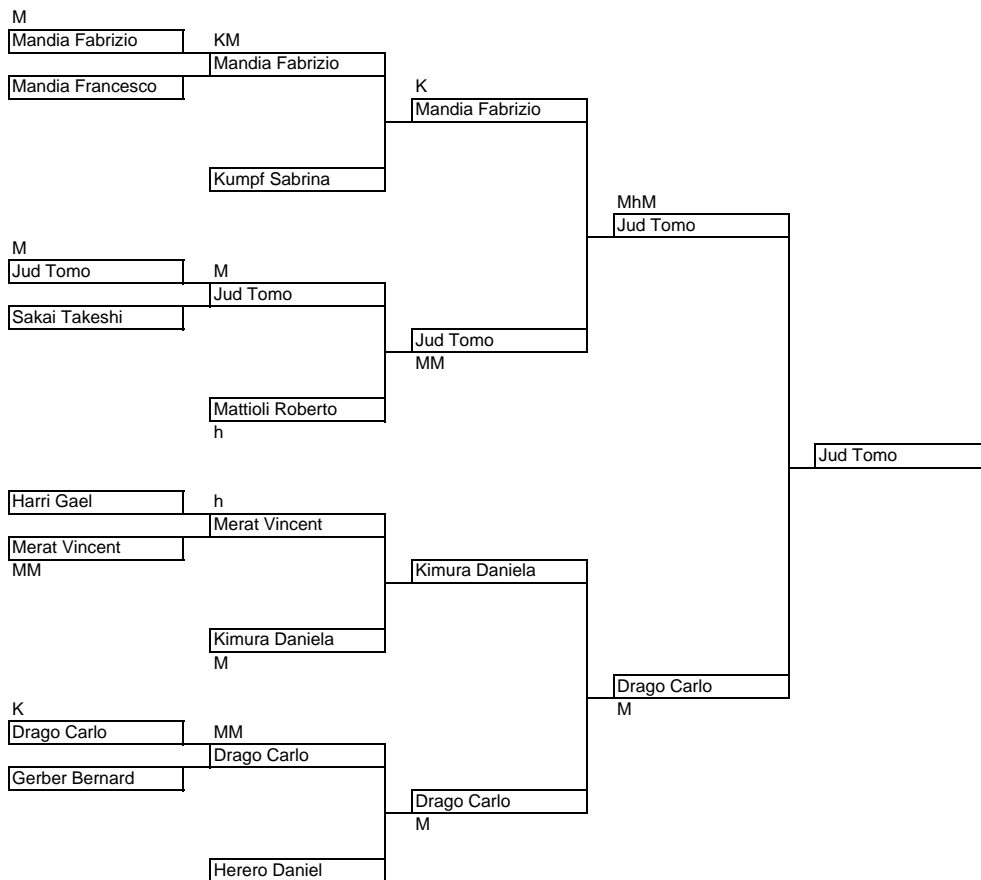 M
Mandia Fabrizio
KM
Mandia Fabrizio
Mandia Francesco
K
Mandia Fabrizio
Kumpf Sabrina
MhM
Jud Tomo
M
Jud Tomo
M
Jud Tomo
Sakai Takeshi
Jud Tomo
MM
Mattioli Roberto
h
Jud Tomo
Harri Gael
h
Merat Vincent
Merat Vincent
MM
Kimura Daniela
Kimura Daniela
M
Drago Carlo
M
K
Drago Carlo
MM
Drago Carlo
Gerber Bernard
Drago Carlo
M
Herero Daniel